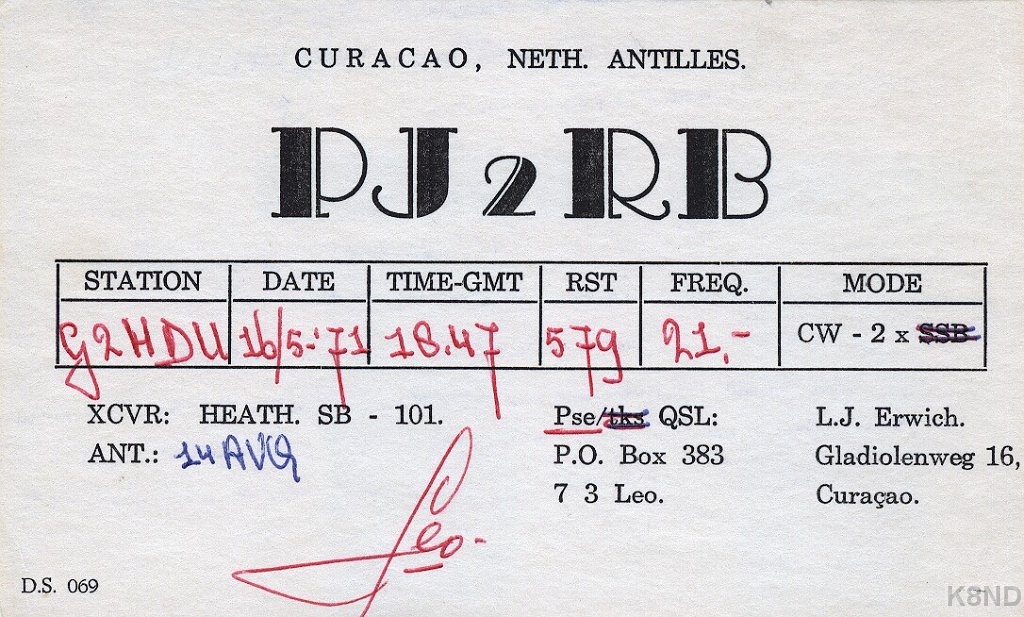 CURACAO, NETH. ANTILLES.
PJ2RB
STATION DATE TIME-GMT RST FREQ. MODE
G2HDU 16/5-'71 18.47 579 21,- CW - 2 x SSB
XCVR: HEATH. SB - 101. Pse/tks QSL: L.J. Erwich.
ANT.: 14AVQ P.O. Box 383 Gladiolenweg 16,
7 3 Leo. Curaçao.
Leo.-
D.S. 069
K8ND